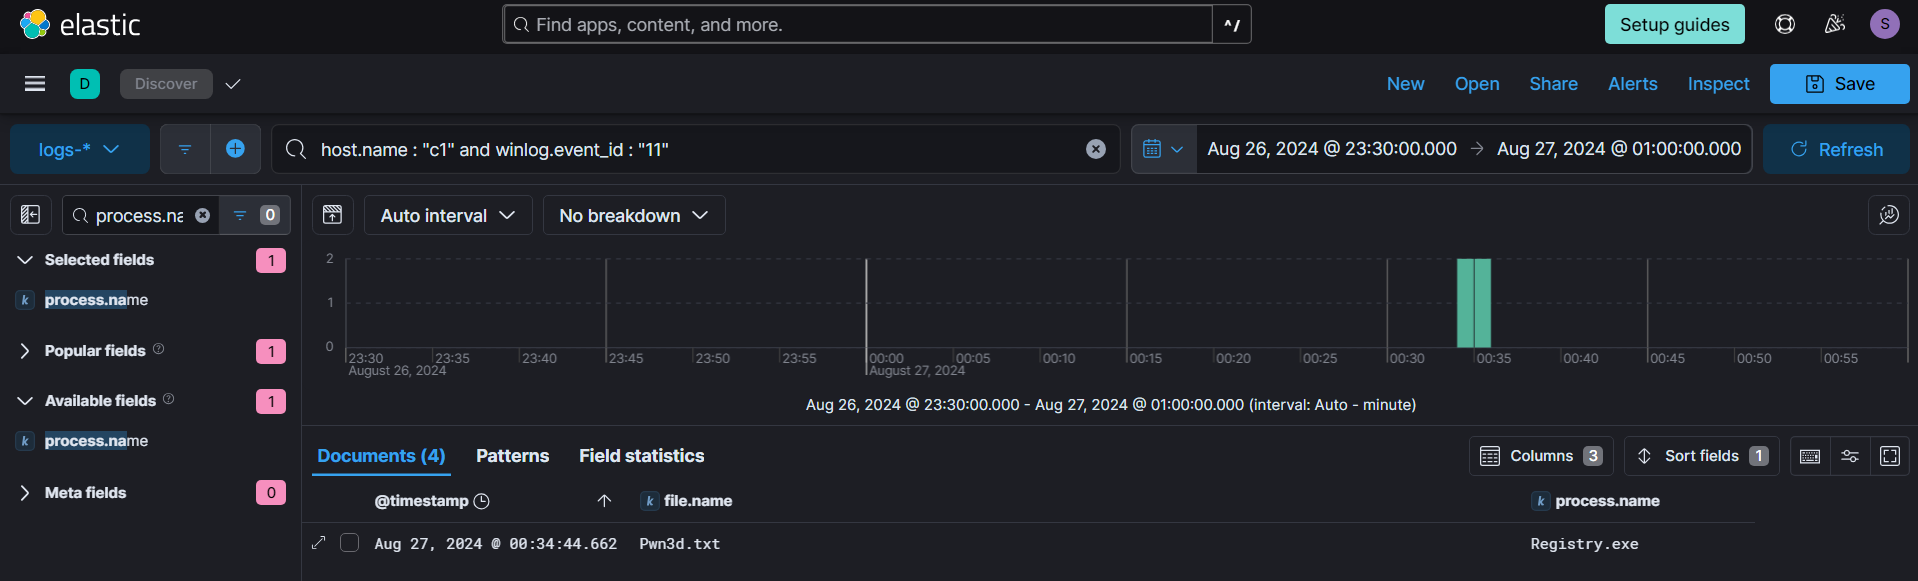 elastic
Find apps, content, and more.
^/
Setup guides
S
D
Discover
New
Open
Share
Alerts
Inspect
Save
logs-*
host.name : "c1" and winlog.event_id : "11"
Aug 26, 2024 @ 23:30:00.000 → Aug 27, 2024 @ 01:00:00.000
Refresh
process.na
0
Auto interval
No breakdown
Selected fields 1
k process.name
Popular fields 1
Available fields 1
k process.name
Meta fields 0
2
1
0
23:30 23:35 23:40 23:45 23:50 23:55 00:00 00:05 00:10 00:15 00:20 00:25 00:30 00:35 00:40 00:45 00:50 00:55
August 26, 2024 August 27, 2024
Aug 26, 2024 @ 23:30:00.000 - Aug 27, 2024 @ 01:00:00.000 (interval: Auto - minute)
Documents (4)
Patterns
Field statistics
Columns 3
Sort fields 1
@timestamp
k file.name
k process.name
Aug 27, 2024 @ 00:34:44.662 Pwn3d.txt Registry.exe